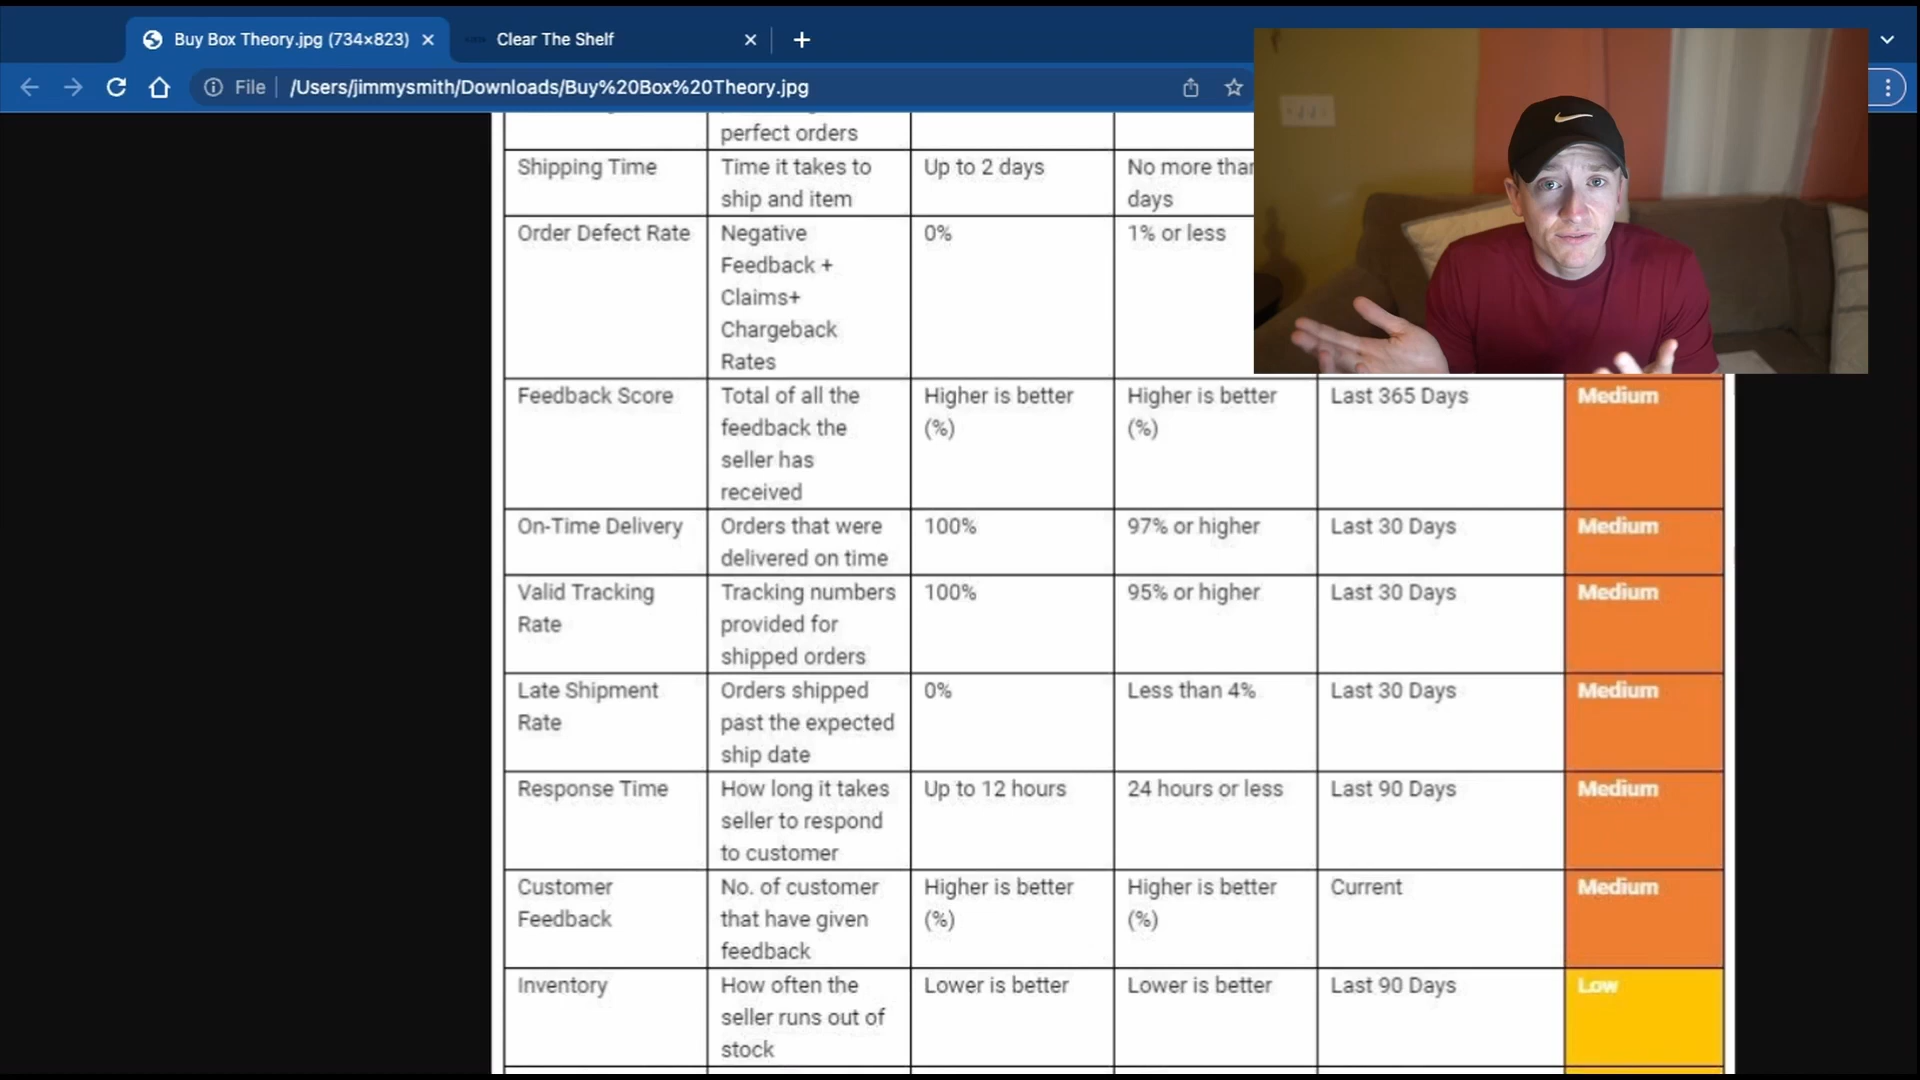 Buy Box Theory.jpg (734×823)
Clear The Shelf
File
/Users/jimmysmith/Downloads/Buy%20Box%20Theory.jpg
perfect orders
Shipping Time
Time it takes to
ship and item
Up to 2 days
No more than
days
Order Defect Rate
Negative
Feedback +
Claims+
Chargeback
Rates
0%
1% or less
Feedback Score
Total of all the
feedback the
seller has
received
Higher is better
(%)
Higher is better
(%)
Last 365 Days
Medium
On-Time Delivery
Orders that were
delivered on time
100%
97% or higher
Last 30 Days
Medium
Valid Tracking
Rate
Tracking numbers
provided for
shipped orders
100%
95% or higher
Last 30 Days
Medium
Late Shipment
Rate
Orders shipped
past the expected
ship date
0%
Less than 4%
Last 30 Days
Medium
Response Time
How long it takes
seller to respond
to customer
Up to 12 hours
24 hours or less
Last 90 Days
Medium
Customer
Feedback
No. of customer
that have given
feedback
Higher is better
(%)
Higher is better
(%)
Current
Medium
Inventory
How often the
seller runs out of
stock
Lower is better
Lower is better
Last 90 Days
Low